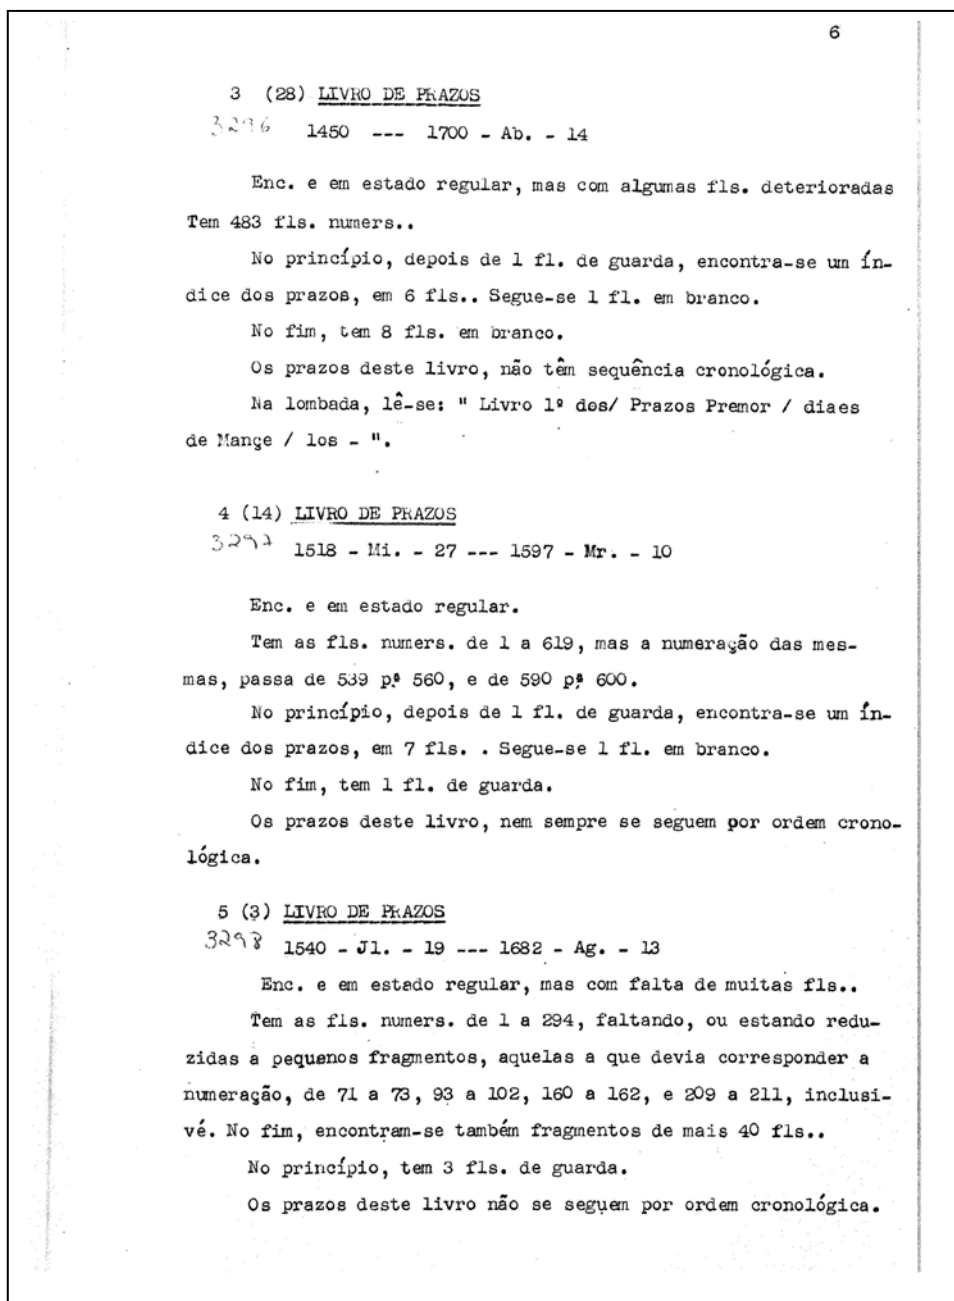 6
3 (28) LIVRO DE PRAZOS
3296 1450 --- 1700 - Ab. - 14
Enc. e em estado regular, mas com algumas fls. deterioradas
Tem 483 fls. numers..
No princípio, depois de 1 fl. de guarda, encontra-se um ín-
dice dos prazos, em 6 fls.. Segue-se 1 fl. em branco.
No fim, tem 8 fls. em branco.
Os prazos deste livro, não têm sequência cronológica.
Na lombada, lê-se: " Livro 1º dos/ Prazos Premor / diaes
de Mançe / los - ".
4 (14) LIVRO DE PRAZOS
3297 1518 - Mi. - 27 --- 1597 - Mr. - 10
Enc. e em estado regular.
Tem as fls. numers. de 1 a 619, mas a numeração das mes-
mas, passa de 539 pª 560, e de 590 pª 600.
No princípio, depois de 1 fl. de guarda, encontra-se um ín-
dice dos prazos, em 7 fls. . Segue-se 1 fl. em branco.
No fim, tem 1 fl. de guarda.
Os prazos deste livro, nem sempre se seguem por ordem crono-
lógica.
5 (3) LIVRO DE PRAZOS
3298 1540 - Jl. - 19 --- 1682 - Ag. - 13
Enc. e em estado regular, mas com falta de muitas fls..
Tem as fls. numers. de 1 a 294, faltando, ou estando redu-
zidas a pequenos fragmentos, aquelas a que devia corresponder a
numeração, de 71 a 73, 93 a 102, 160 a 162, e 209 a 211, inclusi-
vé. No fim, encontram-se também fragmentos de mais 40 fls..
No princípio, tem 3 fls. de guarda.
Os prazos deste livro não se seguem por ordem cronológica.